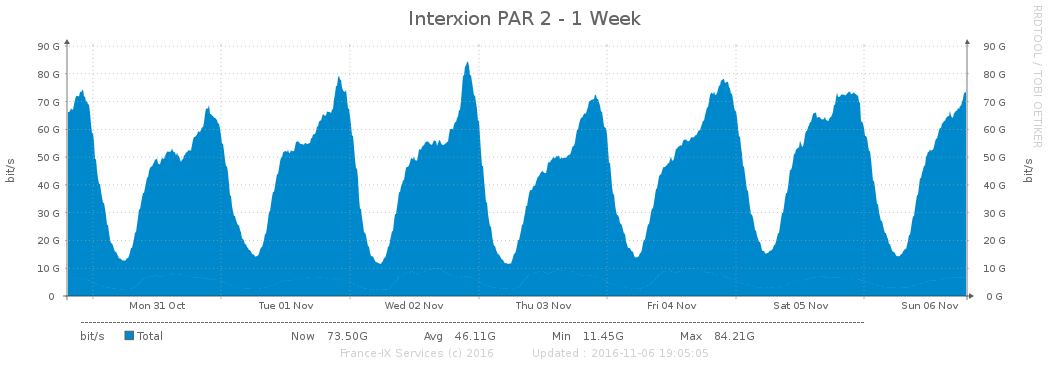 Interxion PAR 2 - 1 Week
RRDTOOL / TOBI OETIKER
90 G 90 G
80 G 80 G
70 G 70 G
60 G 60 G
50 G 50 G
40 G 40 G
30 G 30 G
20 G 20 G
10 G 10 G
0 0 G
bit/s bit/s
Mon 31 Oct Tue 01 Nov Wed 02 Nov Thu 03 Nov Fri 04 Nov Sat 05 Nov Sun 06 Nov
bit/s Total Now 73.50G Avg 46.11G Min 11.45G Max 84.21G
France-IX Services (c) 2016 Updated : 2016-11-06 19:05:05